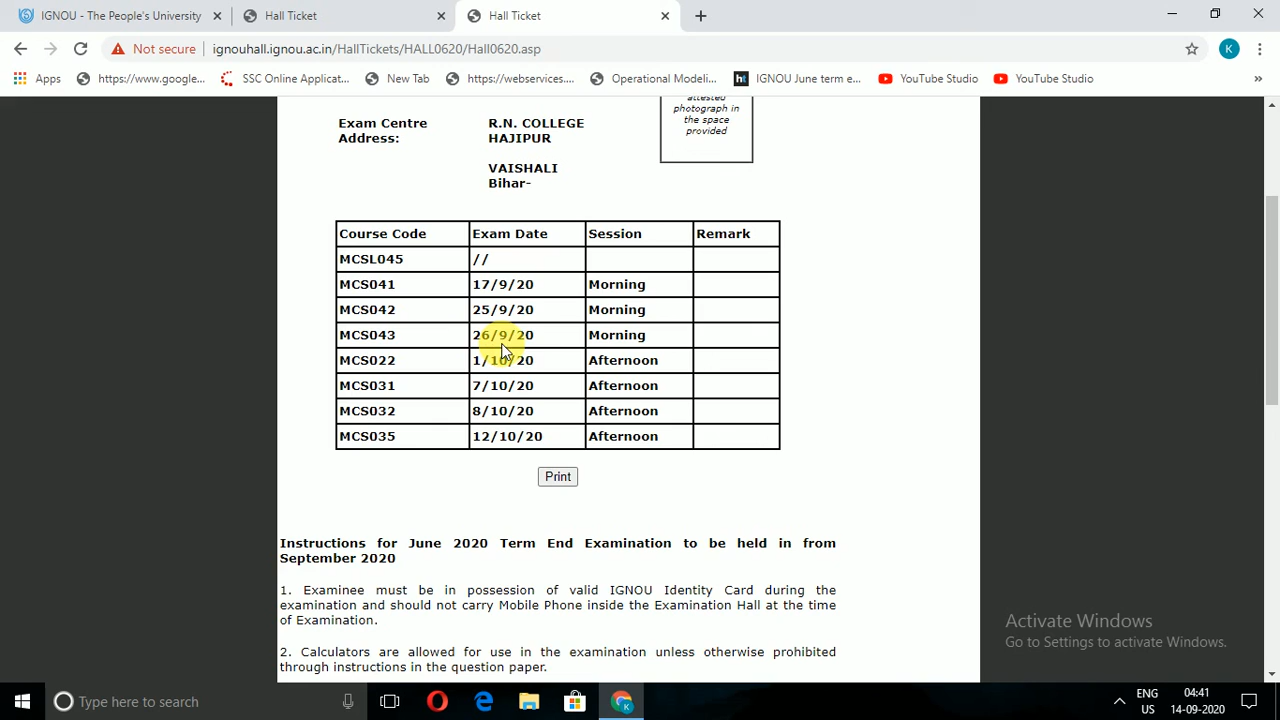 IGNOU - The People's University
Hall Ticket
Hall Ticket
Not secure
ignouhall.ignou.ac.in/HallTickets/HALL0620/Hall0620.asp
K
Apps
https://www.google...
SSC Online Applicat...
New Tab
https://webservices....
Operational Modeli...
ht
IGNOU June term e...
YouTube Studio
YouTube Studio
»
attested
photograph in
the space
provided
Exam Centre R.N. COLLEGE
Address: HAJIPUR
VAISHALI
Bihar-
Course Code Exam Date Session Remark
MCSL045 //
MCS041 17/9/20 Morning
MCS042 25/9/20 Morning
MCS043 26/9/20 Morning
MCS022 1/10/20 Afternoon
MCS031 7/10/20 Afternoon
MCS032 8/10/20 Afternoon
MCS035 12/10/20 Afternoon
Print
Instructions for June 2020 Term End Examination to be held in from
September 2020
1. Examinee must be in possession of valid IGNOU Identity Card during the
examination and should not carry Mobile Phone inside the Examination Hall at the time
of Examination.
2. Calculators are allowed for use in the examination unless otherwise prohibited
through instructions in the question paper.
Activate Windows
Go to Settings to activate Windows.
Type here to search
K
ENG
US
04:41
14-09-2020